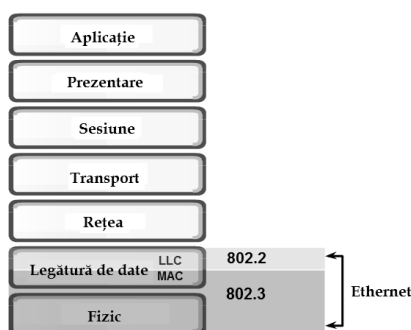 Aplicație
Prezentare
Sesiune
Transport
Rețea
Legătură de date LLC MAC
802.2
802.3
Ethernet
Fizic